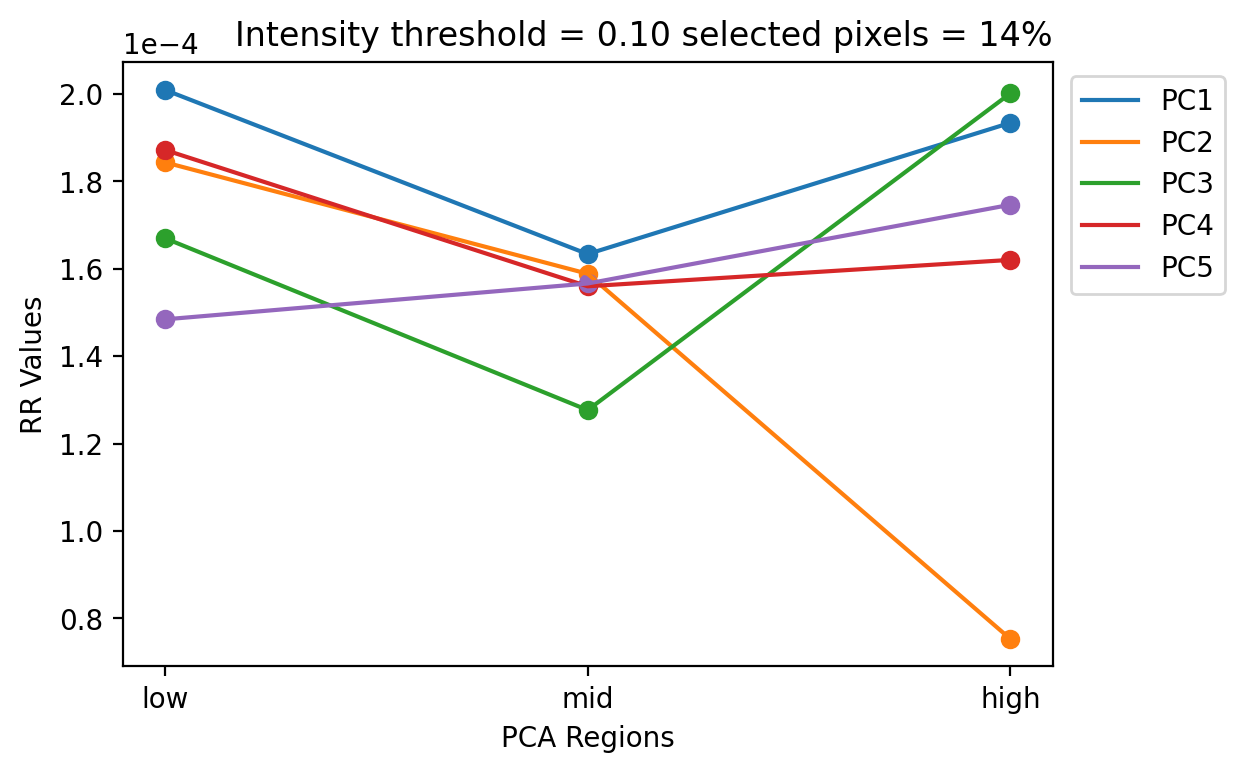 Intensity threshold = 0.10 selected pixels = 14%
1e−4
2.0
1.8
1.6
1.4
1.2
1.0
0.8
RR Values
low
mid
high
PCA Regions
PC1
PC2
PC3
PC4
PC5